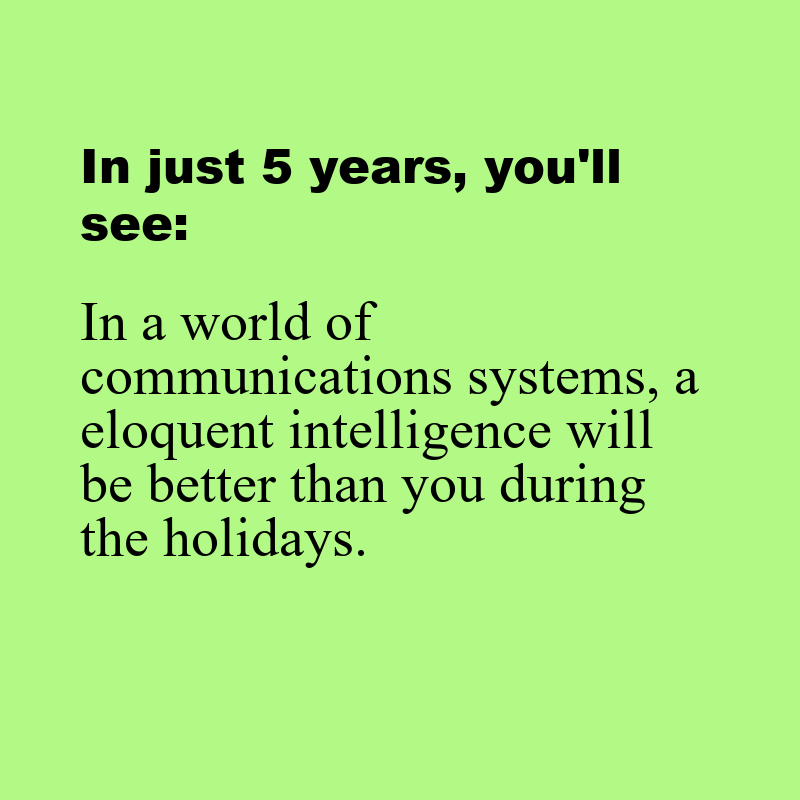 In just 5 years, you'll
see:
In a world of
communications systems, a
eloquent intelligence will
be better than you during
the holidays.